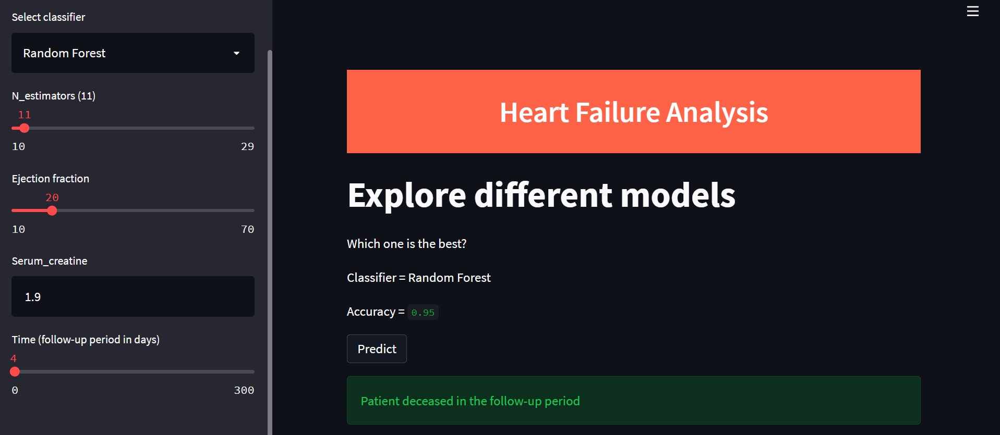 Select classifier
Random Forest
N_estimators (11)
11
10 29
Ejection fraction
20
10 70
Serum_creatine
1.9
Time (follow-up period in days)
4
0 300
Heart Failure Analysis
Explore different models
Which one is the best?
Classifier = Random Forest
Accuracy = 0.95
Predict
Patient deceased in the follow-up period